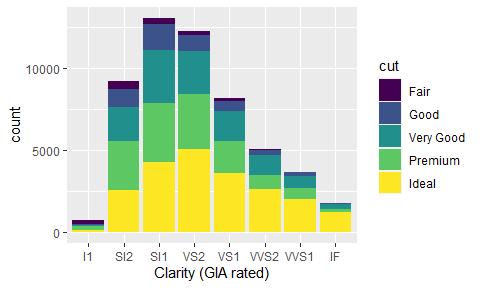 cut
Fair
Good
Very Good
Premium
Ideal
count
10000
5000
0
I1 SI2 SI1 VS2 VS1 VVS2 VVS1 IF
Clarity (GIA rated)